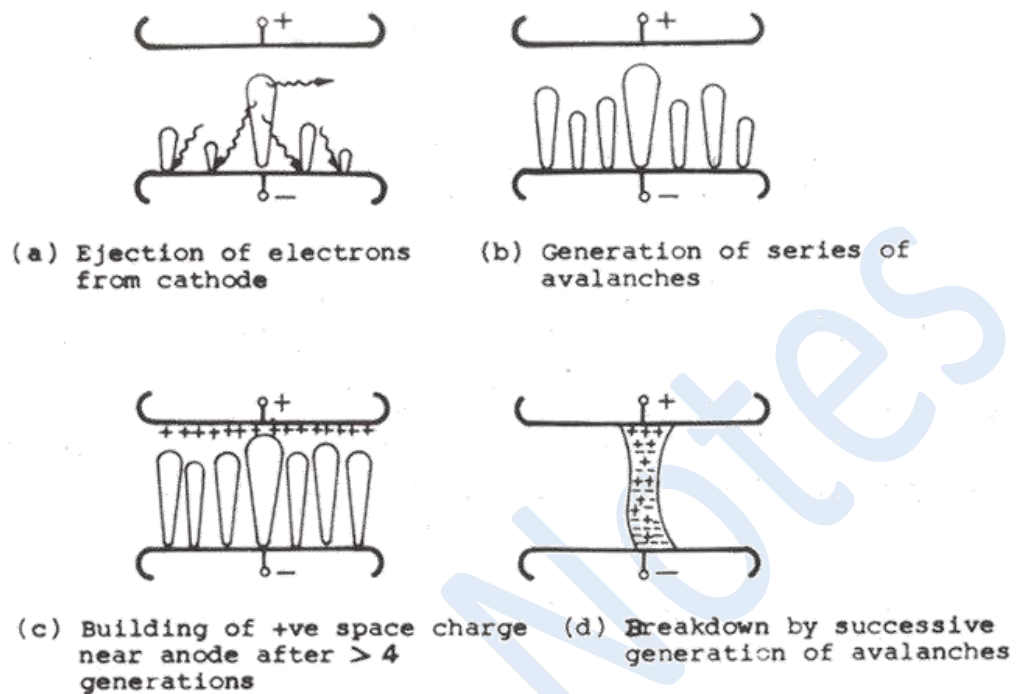 +
+
−
−
(a) Ejection of electrons
from cathode
(b) Generation of series of
avalanches
+
+
+++++++++++++++++
−
−
(c) Building of +ve space charge
near anode after > 4
generations
(d) Breakdown by successive
generation of avalanches
Notes